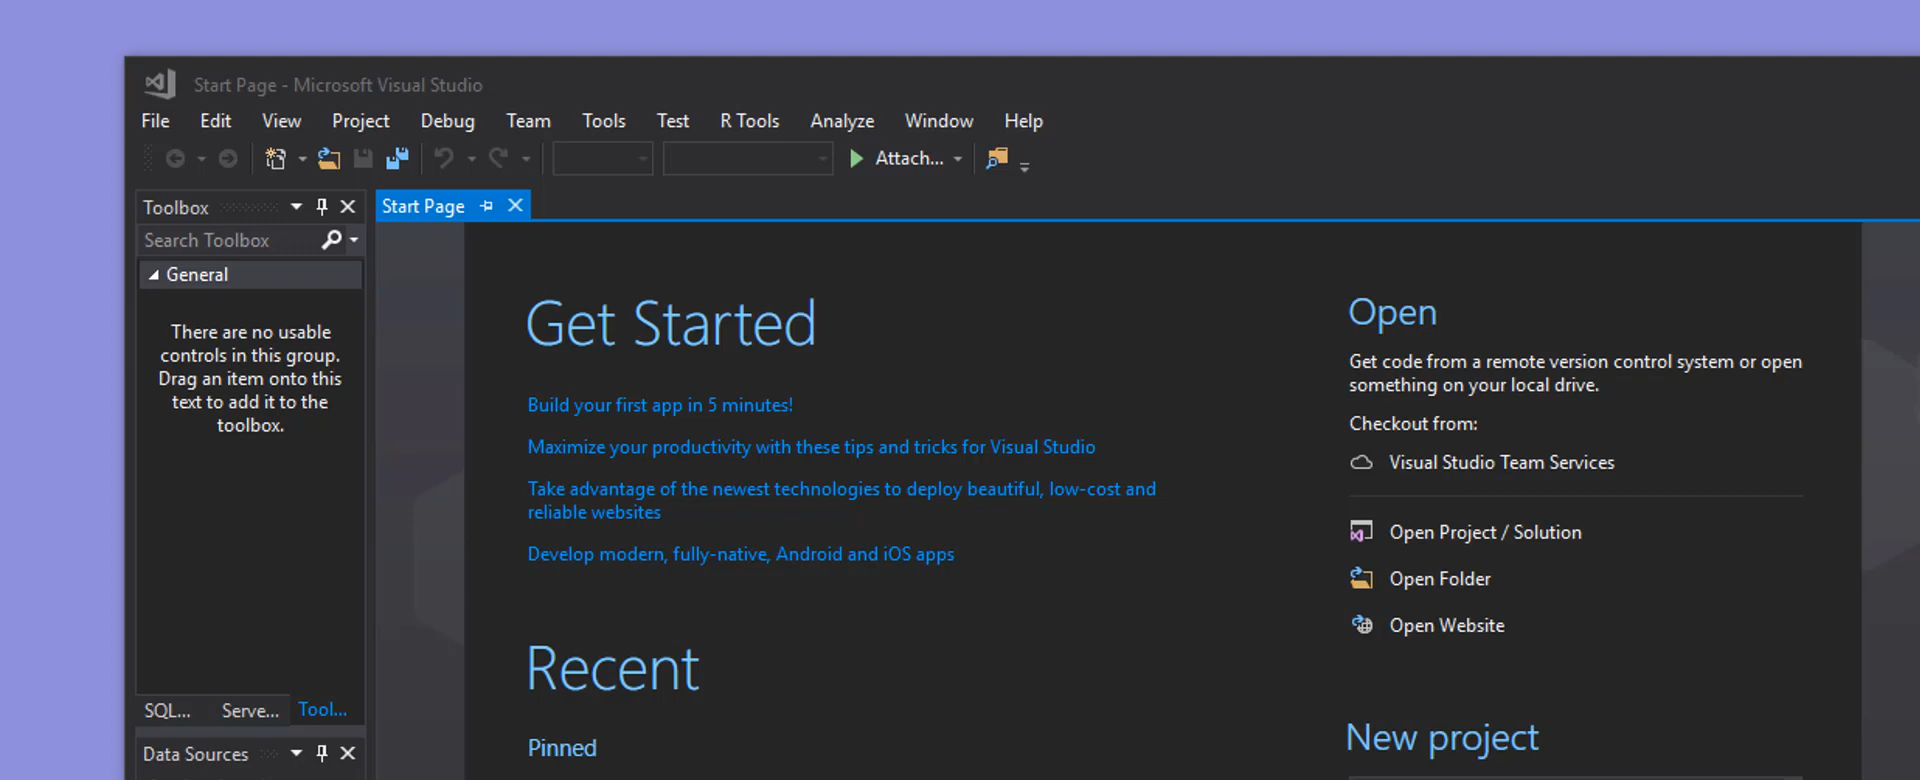 Start Page - Microsoft Visual Studio
File Edit View Project Debug Team Tools Test R Tools Analyze Window Help
Attach...
Toolbox
Start Page
Search Toolbox
General
There are no usable
controls in this group.
Drag an item onto this
text to add it to the
toolbox.
SQL... Serve... Tool...
Data Sources
Get Started
Build your first app in 5 minutes!
Maximize your productivity with these tips and tricks for Visual Studio
Take advantage of the newest technologies to deploy beautiful, low-cost and
reliable websites
Develop modern, fully-native, Android and iOS apps
Recent
Pinned
Open
Get code from a remote version control system or open
something on your local drive.
Checkout from:
Visual Studio Team Services
Open Project / Solution
Open Folder
Open Website
New project